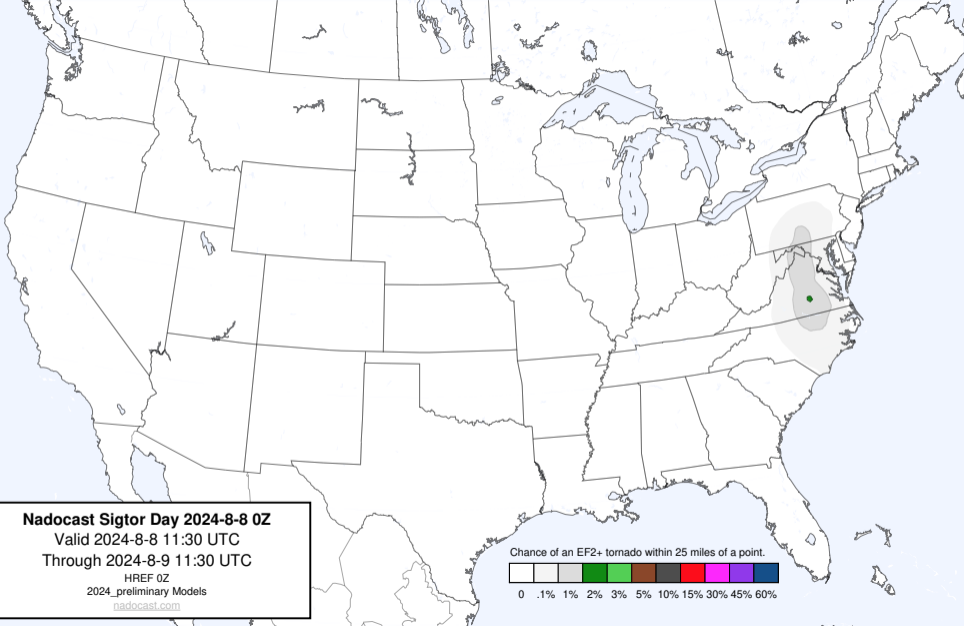 Nadocast Sigtor Day 2024-8-8 0Z
Valid 2024-8-8 11:30 UTC
Through 2024-8-9 11:30 UTC
HREF 0Z
2024_preliminary Models
nadocast.com
Chance of an EF2+ tornado within 25 miles of a point.
0 .1% 1% 2% 3% 5% 10% 15% 30% 45% 60%